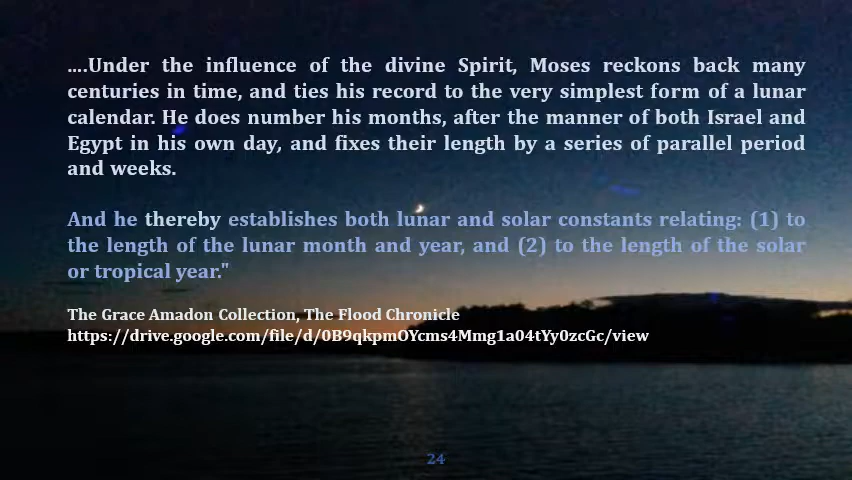 ....Under the influence of the divine Spirit, Moses reckons back many
centuries in time, and ties his record to the very simplest form of a lunar
calendar. He does number his months, after the manner of both Israel and
Egypt in his own day, and fixes their length by a series of parallel period
and weeks.
And he thereby establishes both lunar and solar constants relating: (1) to
the length of the lunar month and year, and (2) to the length of the solar
or tropical year."
The Grace Amadon Collection, The Flood Chronicle
https://drive.google.com/file/d/0B9qkpmOYcms4Mmg1a04tYy0zcGc/view
24